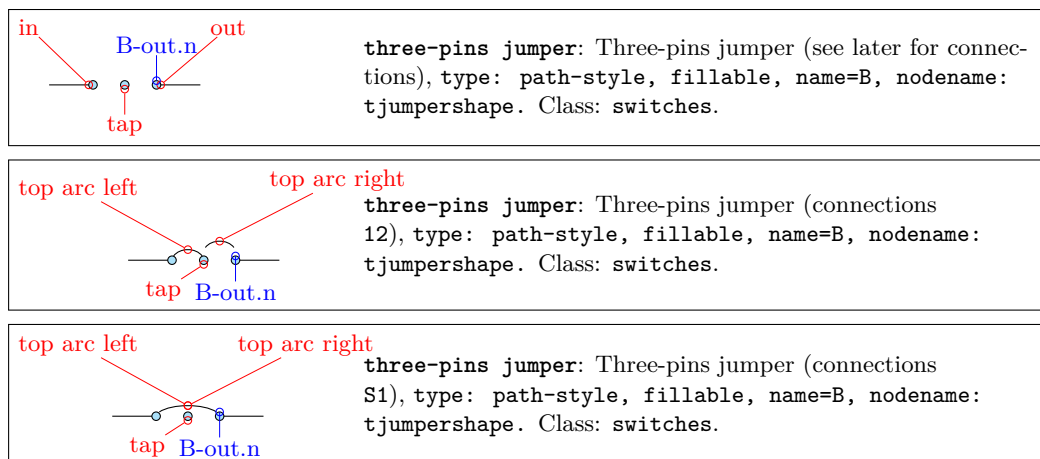 in
out
B-out.n
tap
three-pins jumper: Three-pins jumper (see later for connec-
tions), type: path-style, fillable, name=B, nodename:
tjumpershape. Class: switches.
top arc left
top arc right
tap
B-out.n
three-pins jumper: Three-pins jumper (connections
12), type: path-style, fillable, name=B, nodename:
tjumpershape. Class: switches.
top arc left
top arc right
tap
B-out.n
three-pins jumper: Three-pins jumper (connections
S1), type: path-style, fillable, name=B, nodename:
tjumpershape. Class: switches.